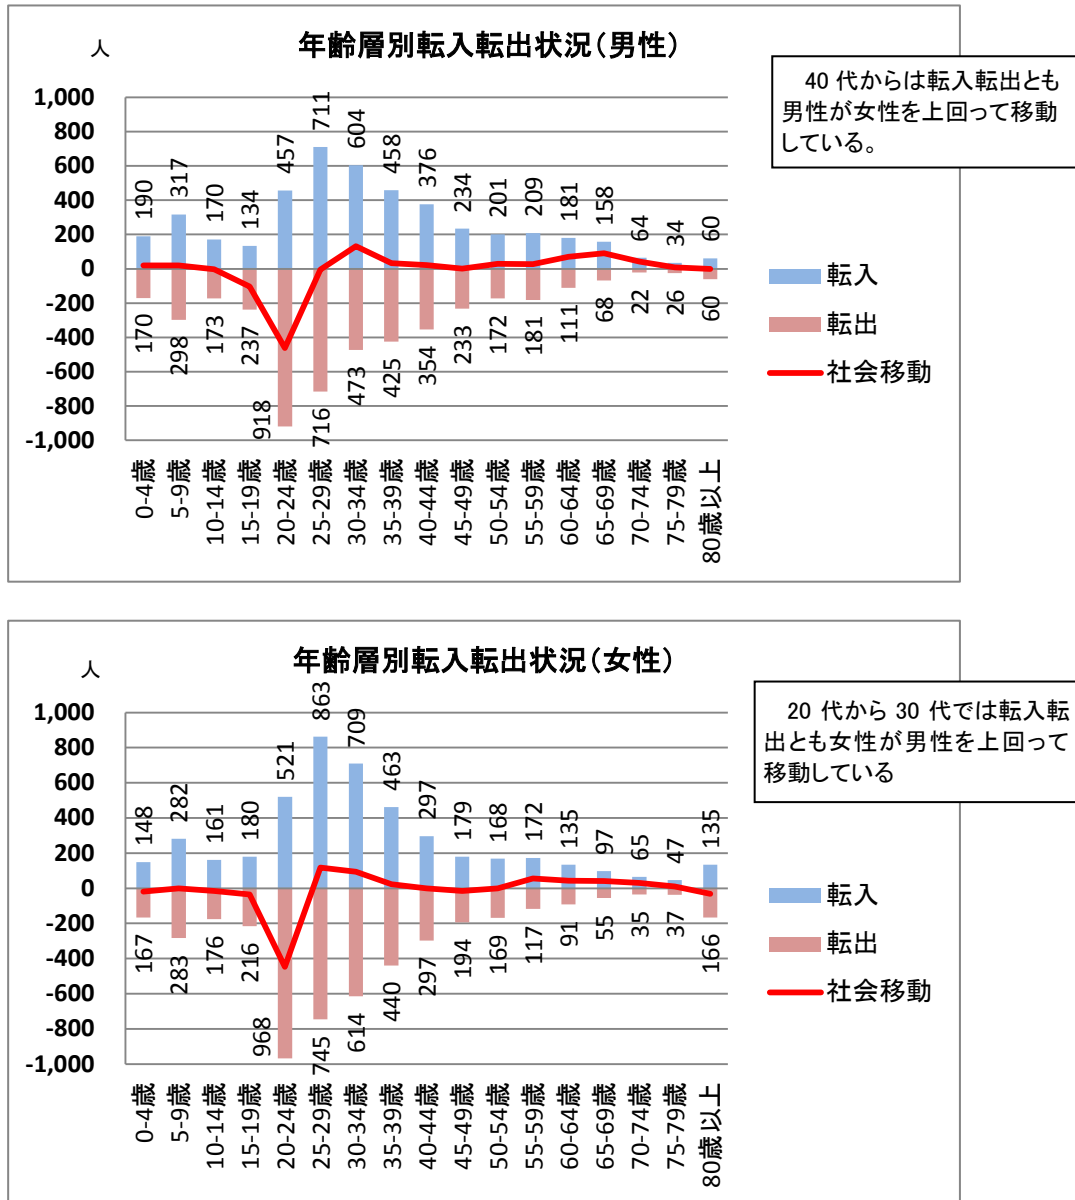 年齢層別転入転出状況(男性)
人
40 代からは転入転出とも
男性が女性を上回って移動
している。
1,000
800
600
400
200
0
-200
-400
-600
-800
-1,000
190 317 170 134 457 711 604 458 376 234 201 209 181 158 64 34 60
170 298 173 237 918 716 473 425 354 233 172 181 111 68 22 26 60
転入
転出
社会移動
0-4歳 5-9歳 10-14歳 15-19歳 20-24歳 25-29歳 30-34歳 35-39歳 40-44歳 45-49歳 50-54歳 55-59歳 60-64歳 65-69歳 70-74歳 75-79歳 80歳以上
年齢層別転入転出状況(女性)
人
20 代から 30 代では転入転
出とも女性が男性を上回って
移動している
1,000
800
600
400
200
0
-200
-400
-600
-800
-1,000
148 282 161 180 521 863 709 463 297 179 168 172 135 97 65 47 135
167 283 176 216 968 745 614 440 297 194 169 117 91 55 35 37 166
転入
転出
社会移動
0-4歳 5-9歳 10-14歳 15-19歳 20-24歳 25-29歳 30-34歳 35-39歳 40-44歳 45-49歳 50-54歳 55-59歳 60-64歳 65-69歳 70-74歳 75-79歳 80歳以上